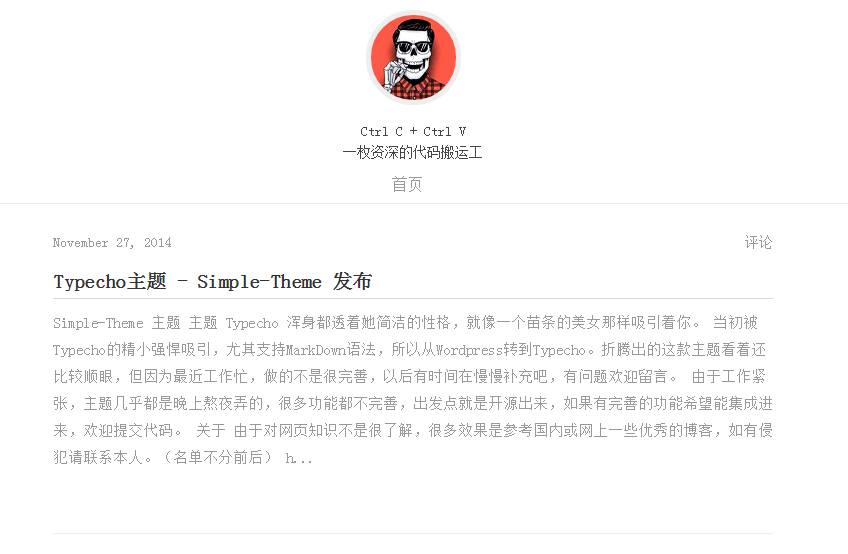 Ctrl C + Ctrl V
一枚资深的代码搬运工
首页
November 27, 2014 评论
Typecho主题 - Simple-Theme 发布
Simple-Theme 主题 主题 Typecho 浑身都透着她简洁的性格，就像一个苗条的美女那样吸引着你。 当初被
Typecho的精小强悍吸引，尤其支持MarkDown语法，所以从Wordpress转到Typecho。折腾出的这款主题看着还
比较顺眼，但因为最近工作忙，做的不是很完善，以后有时间在慢慢补充吧，有问题欢迎留言。 由于工作紧
张，主题几乎都是晚上熬夜弄的，很多功能都不完善，出发点就是开源出来，如果有完善的功能希望能集成进
来，欢迎提交代码。 关于 由于对网页知识不是很了解，很多效果是参考国内或网上一些优秀的博客，如有侵
犯请联系本人。（名单不分前后） h...